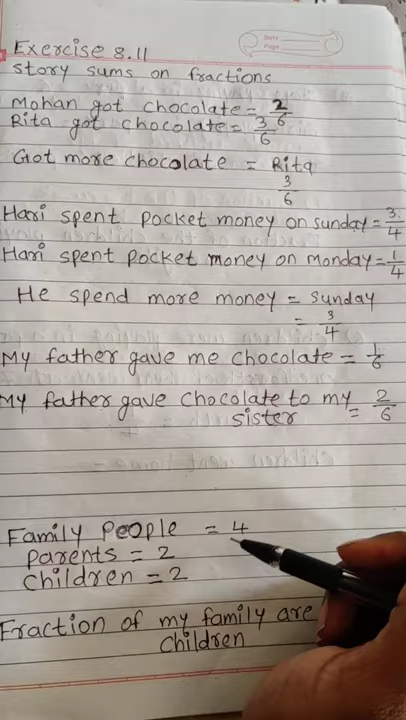 Date
Page
Exercise 8.11
story sums on fractions
Mohan got chocolate = 2/6
Rita got chocolate = 3/6
Got more chocolate = Rita
3/6
Hari spent pocket money on sunday = 3/4
Hari spent pocket money on Monday = 1/4
He spend more money = Sunday
= 3/4
My father gave me chocolate = 1/6
My father gave chocolate to my = 2/6
sister
Family People = 4
parents = 2
children = 2
Fraction of my family are
children